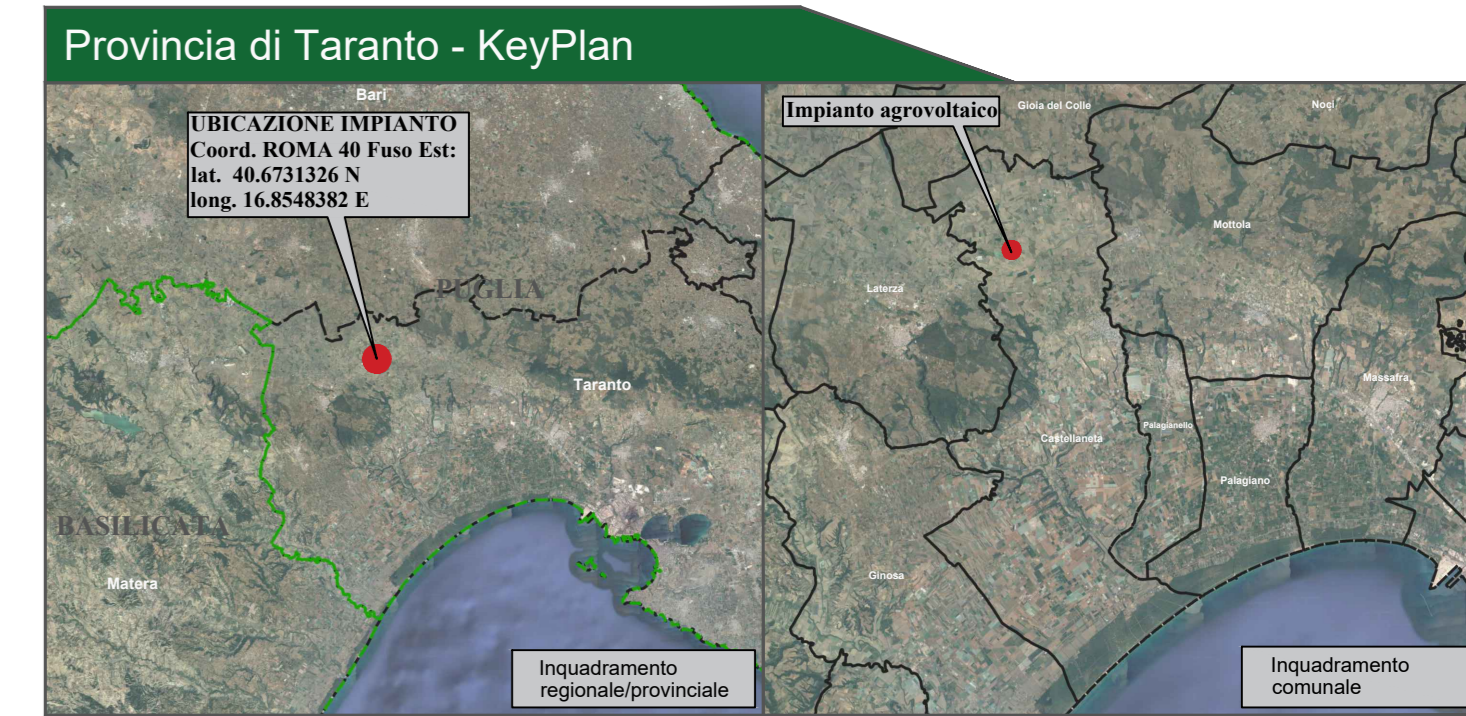 Provincia di Taranto - KeyPlan
Bari
UBICAZIONE IMPIANTO
Coord. ROMA 40 Fuso Est:
lat. 40.6731326 N
long. 16.8548382 E
PUGLIA
Taranto
BASILICATA
Matera
Inquadramento
regionale/provinciale
Impianto agrovoltaico
Gioia del Colle
Noci
Mottola
Laterza
Massafra
Palagianello
Castellaneta
Palagiano
Ginosa
Inquadramento
comunale